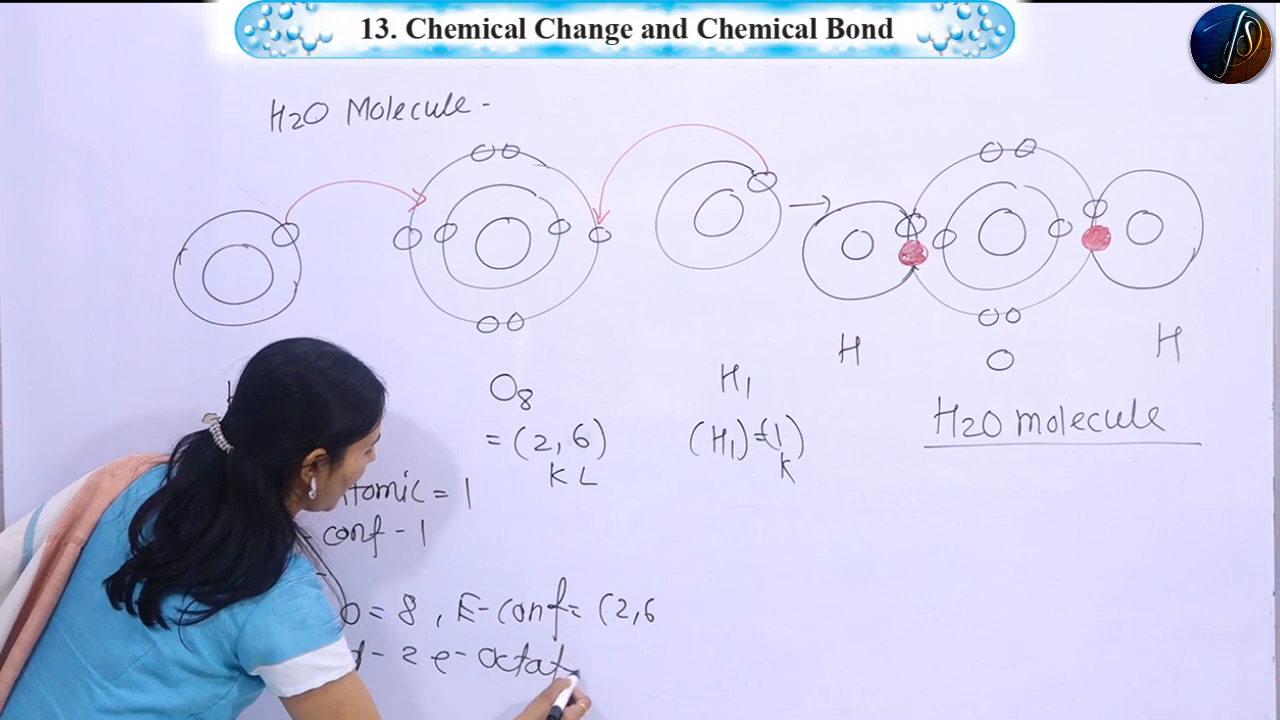 13. Chemical Change and Chemical Bond
H2O Molecule -
H O H
O8 H1
= (2, 6) (H1)=(1)
K L K
H2O molecule
Atomic = 1
conf - 1
= 8 , E-conf= (2,6
- 2 e- Octat